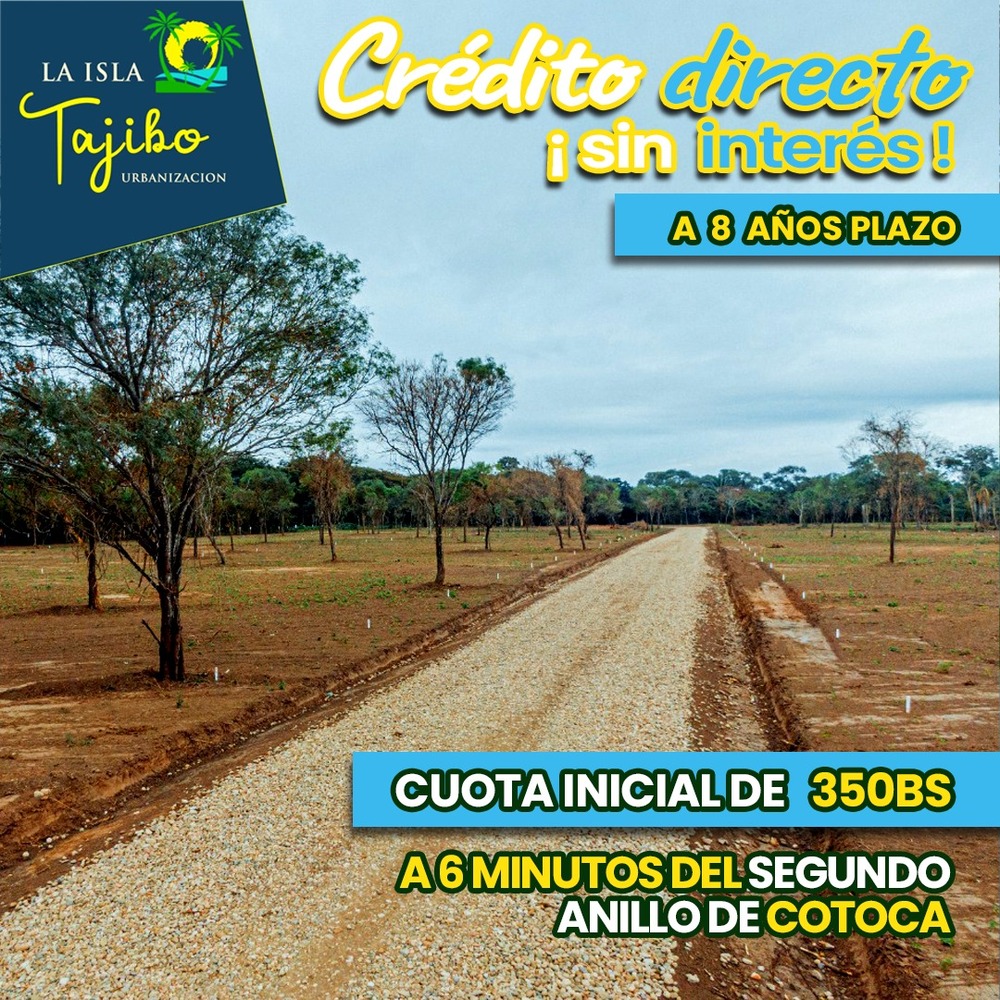 LA ISLA
Tajibo
URBANIZACION
Crédito directo
¡ sin interés !
A 8 AÑOS PLAZO
CUOTA INICIAL DE 350BS
A 6 MINUTOS DEL SEGUNDO
ANILLO DE COTOCA